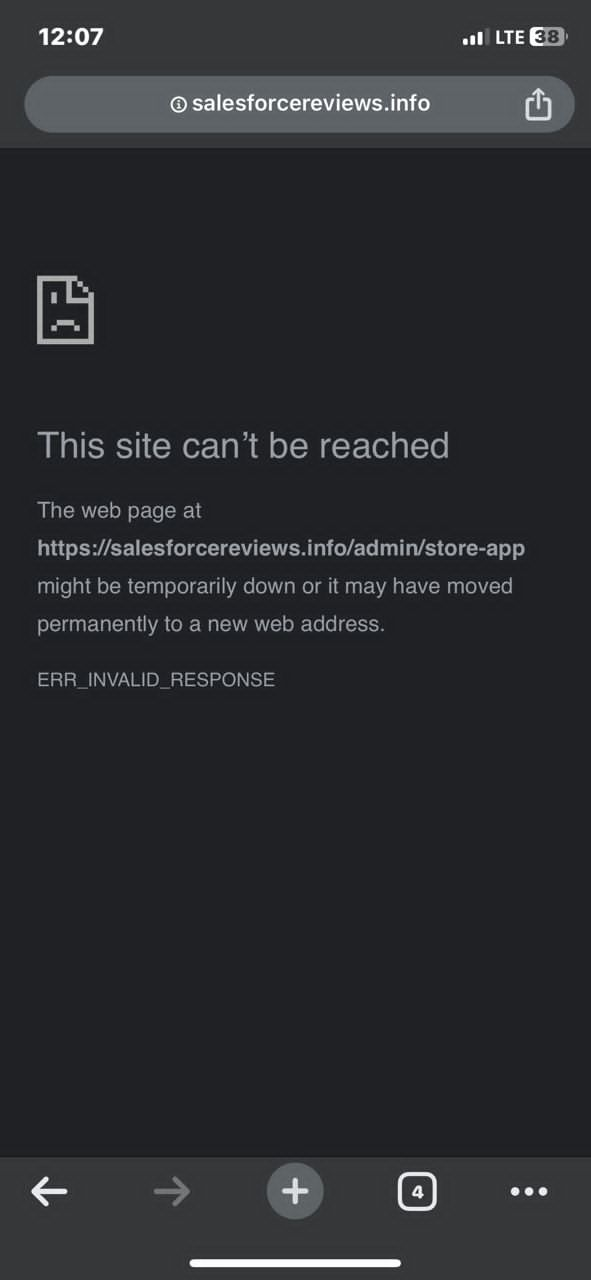 12:07
LTE 38
salesforcereviews.info
This site can’t be reached
The web page at
https://salesforcereviews.info/admin/store-app
might be temporarily down or it may have moved
permanently to a new web address.
ERR_INVALID_RESPONSE
4